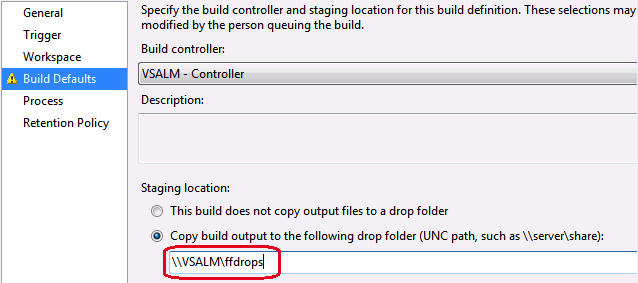 General
Trigger
Workspace
Build Defaults
Process
Retention Policy
Specify the build controller and staging location for this build definition. These selections may
modified by the person queuing the build.
Build controller:
VSALM - Controller
Description:
Staging location:
This build does not copy output files to a drop folder
Copy build output to the following drop folder (UNC path, such as \\server\share):
\\VSALM\ffdrops